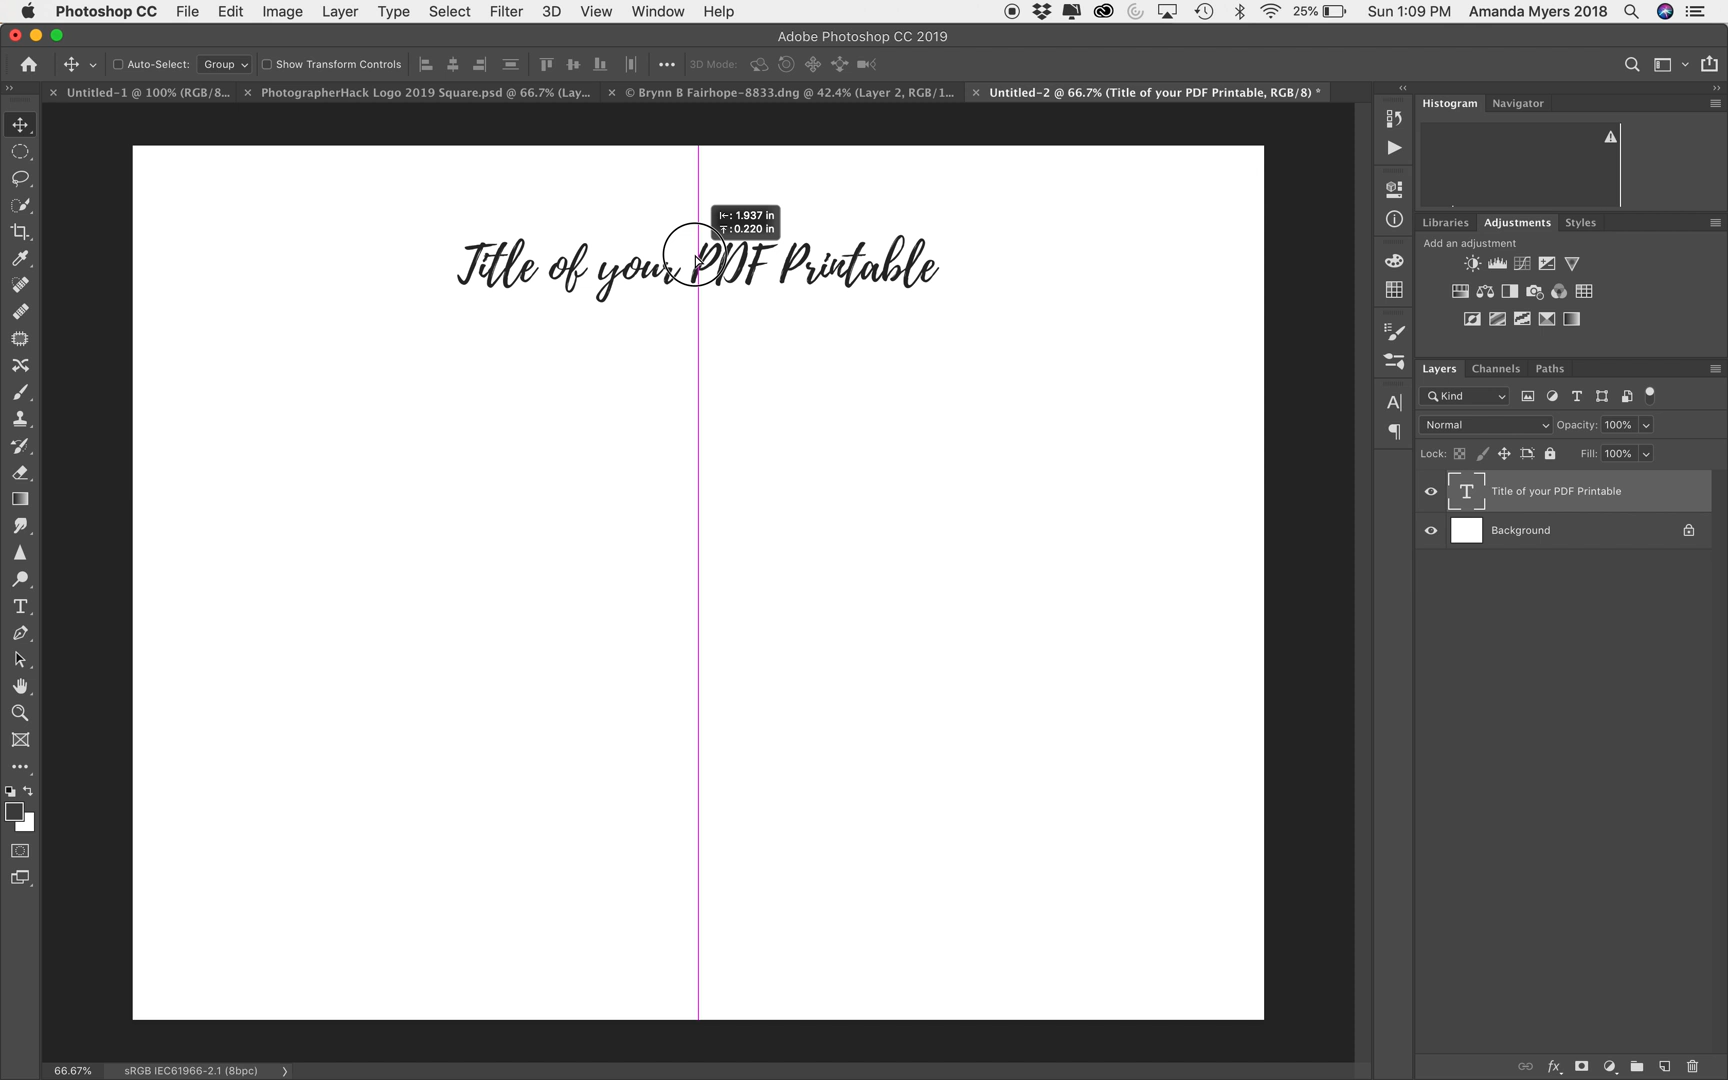 Photoshop CC File Edit Image Layer Type Select Filter 3D View Window Help 25% Sun 1:09 PM Amanda Myers 2018
Adobe Photoshop CC 2019
Auto-Select: Group Show Transform Controls 3D Mode:
Untitled-1 @ 100% (RGB/8... PhotographerHack Logo 2019 Square.psd @ 66.7% (Lay... © Brynn B Fairhope-8833.dng @ 42.4% (Layer 2, RGB/1... Untitled-2 @ 66.7% (Title of your PDF Printable, RGB/8) *
Histogram Navigator
1.937 in
0.220 in
Title of your PDF Printable
Libraries Adjustments Styles
Add an adjustment
Layers Channels Paths
Kind
Normal Opacity: 100%
Lock: Fill: 100%
T Title of your PDF Printable
Background
66.67% sRGB IEC61966-2.1 (8bpc)